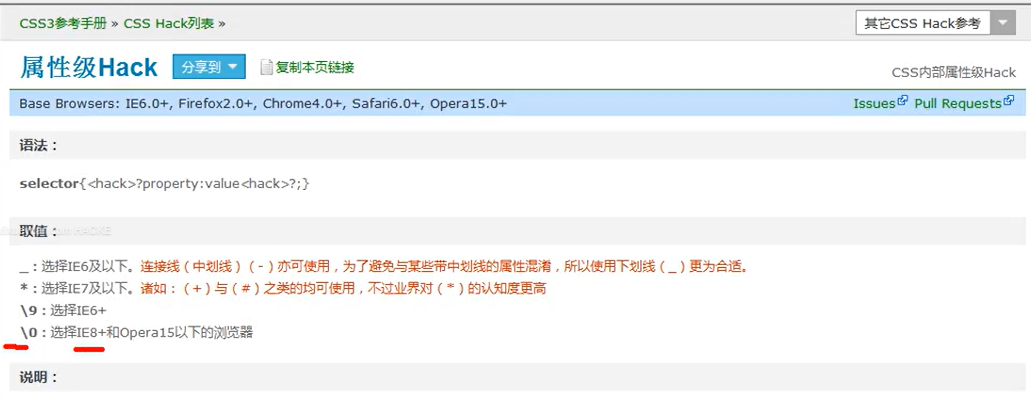 CSS3参考手册 » CSS Hack列表 »
其它CSS Hack参考
属性级Hack
分享到
复制本页链接
CSS内部属性级Hack
Base Browsers: IE6.0+, Firefox2.0+, Chrome4.0+, Safari6.0+, Opera15.0+
Issues Pull Requests
语法：
selector{<hack>?property:value<hack>?;}
取值：
_：选择IE6及以下。连接线（中划线）（-）亦可使用，为了避免与某些带中划线的属性混淆，所以使用下划线（_）更为合适。
*：选择IE7及以下。诸如：（+）与（#）之类的均可使用，不过业界对（*）的认知度更高
\9：选择IE6+
\0：选择IE8+和Opera15以下的浏览器
说明：